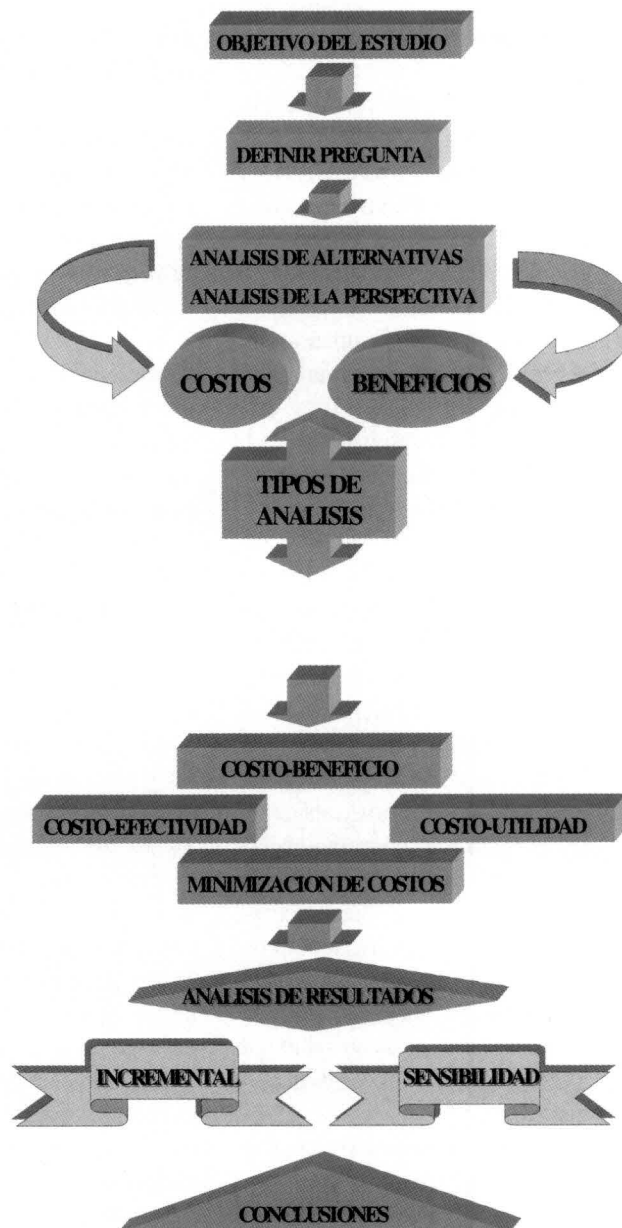 OBJETIVO DEL ESTUDIO
DEFINIR PREGUNTA
ANALISIS DE ALTERNATIVAS
ANALISIS DE LA PERSPECTIVA
COSTOS
BENEFICIOS
TIPOS DE
ANALISIS
COSTO-BENEFICIO
COSTO-EFECTIVIDAD
COSTO-UTILIDAD
MINIMIZACION DE COSTOS
ANALISIS DE RESULTADOS
INCREMENTAL
SENSIBILIDAD
CONCLUSIONES